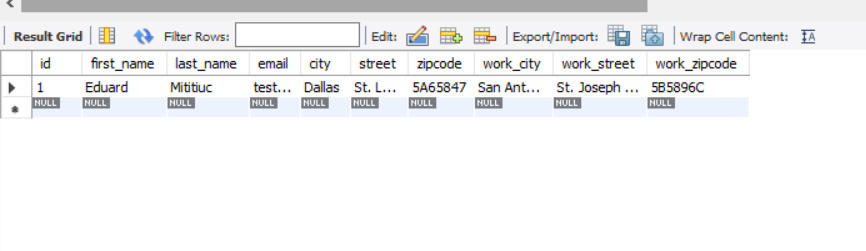 Result Grid Filter Rows: Edit: Export/Import: Wrap Cell Content:
id first_name last_name email city street zipcode work_city work_street work_zipcode
1 Eduard Mititiuc test... Dallas St. L... 5A65847 San Ant... St. Joseph ... 5B5896C
NULL NULL NULL NULL NULL NULL NULL NULL NULL NULL